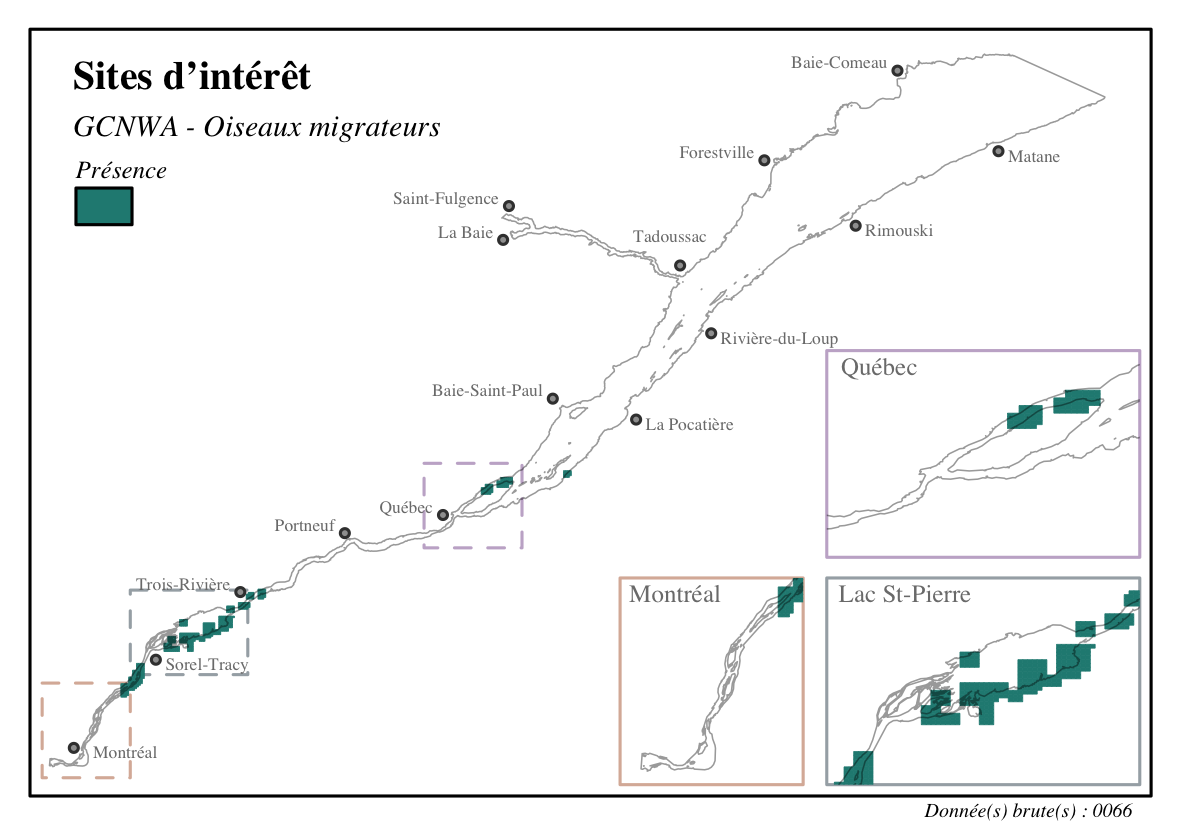 Sites d’intérêt
GCNWA - Oiseaux migrateurs
Présence
Baie-Comeau
Forestville
Matane
Saint-Fulgence
La Baie
Tadoussac
Rimouski
Rivière-du-Loup
Baie-Saint-Paul
La Pocatière
Québec
Portneuf
Trois-Rivière
Sorel-Tracy
Montréal
Québec
Montréal
Lac St-Pierre
Donnée(s) brute(s) : 0066